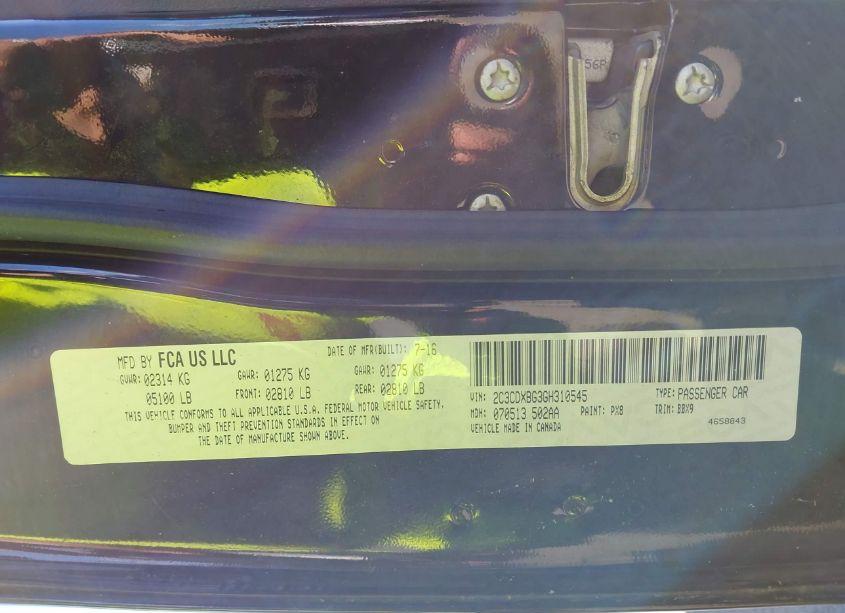 56P
MFD BY FCA US LLC DATE OF MFR(BUILT): 7-16
GVWR: 02314 KG GAWR: 01275 KG GAWR: 01275 KG
05100 LB FRONT: 02810 LB REAR: 02810 LB
THIS VEHICLE CONFORMS TO ALL APPLICABLE U.S.A. FEDERAL MOTOR VEHICLE SAFETY,
BUMPER AND THEFT PREVENTION STANDARDS IN EFFECT ON
THE DATE OF MANUFACTURE SHOWN ABOVE.
VIN: 2C3CDXBG3GH310545 TYPE: PASSENGER CAR
MDH: 070513 502AA PAINT: PX8 TRIM: BBX9
VEHICLE MADE IN CANADA 4658843